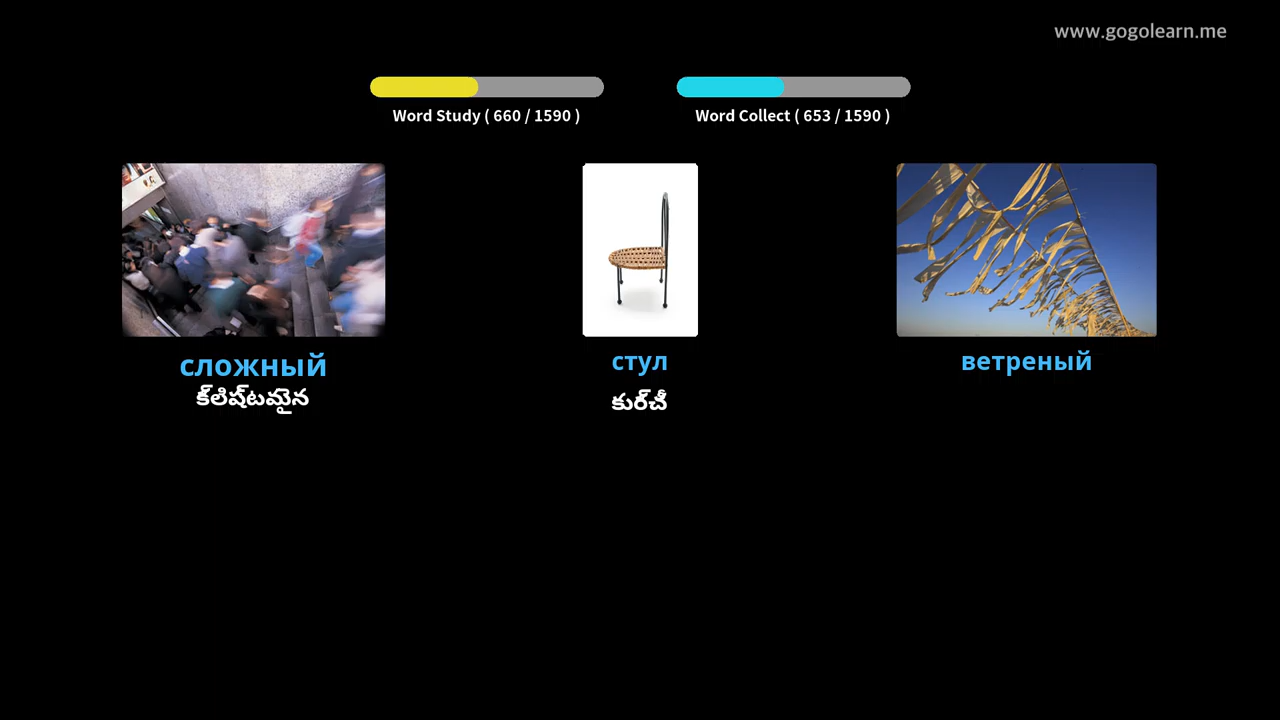 www.gogolearn.me
Word Study ( 660 / 1590 )
Word Collect ( 653 / 1590 )
сложный
стул
ветреный
క్లిష్టమైన
కుర్చీ